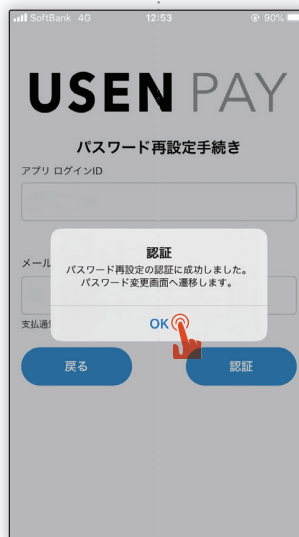 SoftBank 4G 12:53 90%
USEN PAY
パスワード再設定手続き
アプリ ログインID
認証
メール
パスワード再設定の認証に成功しました。
パスワード変更画面へ遷移します。
支払通
OK
戻る 認証